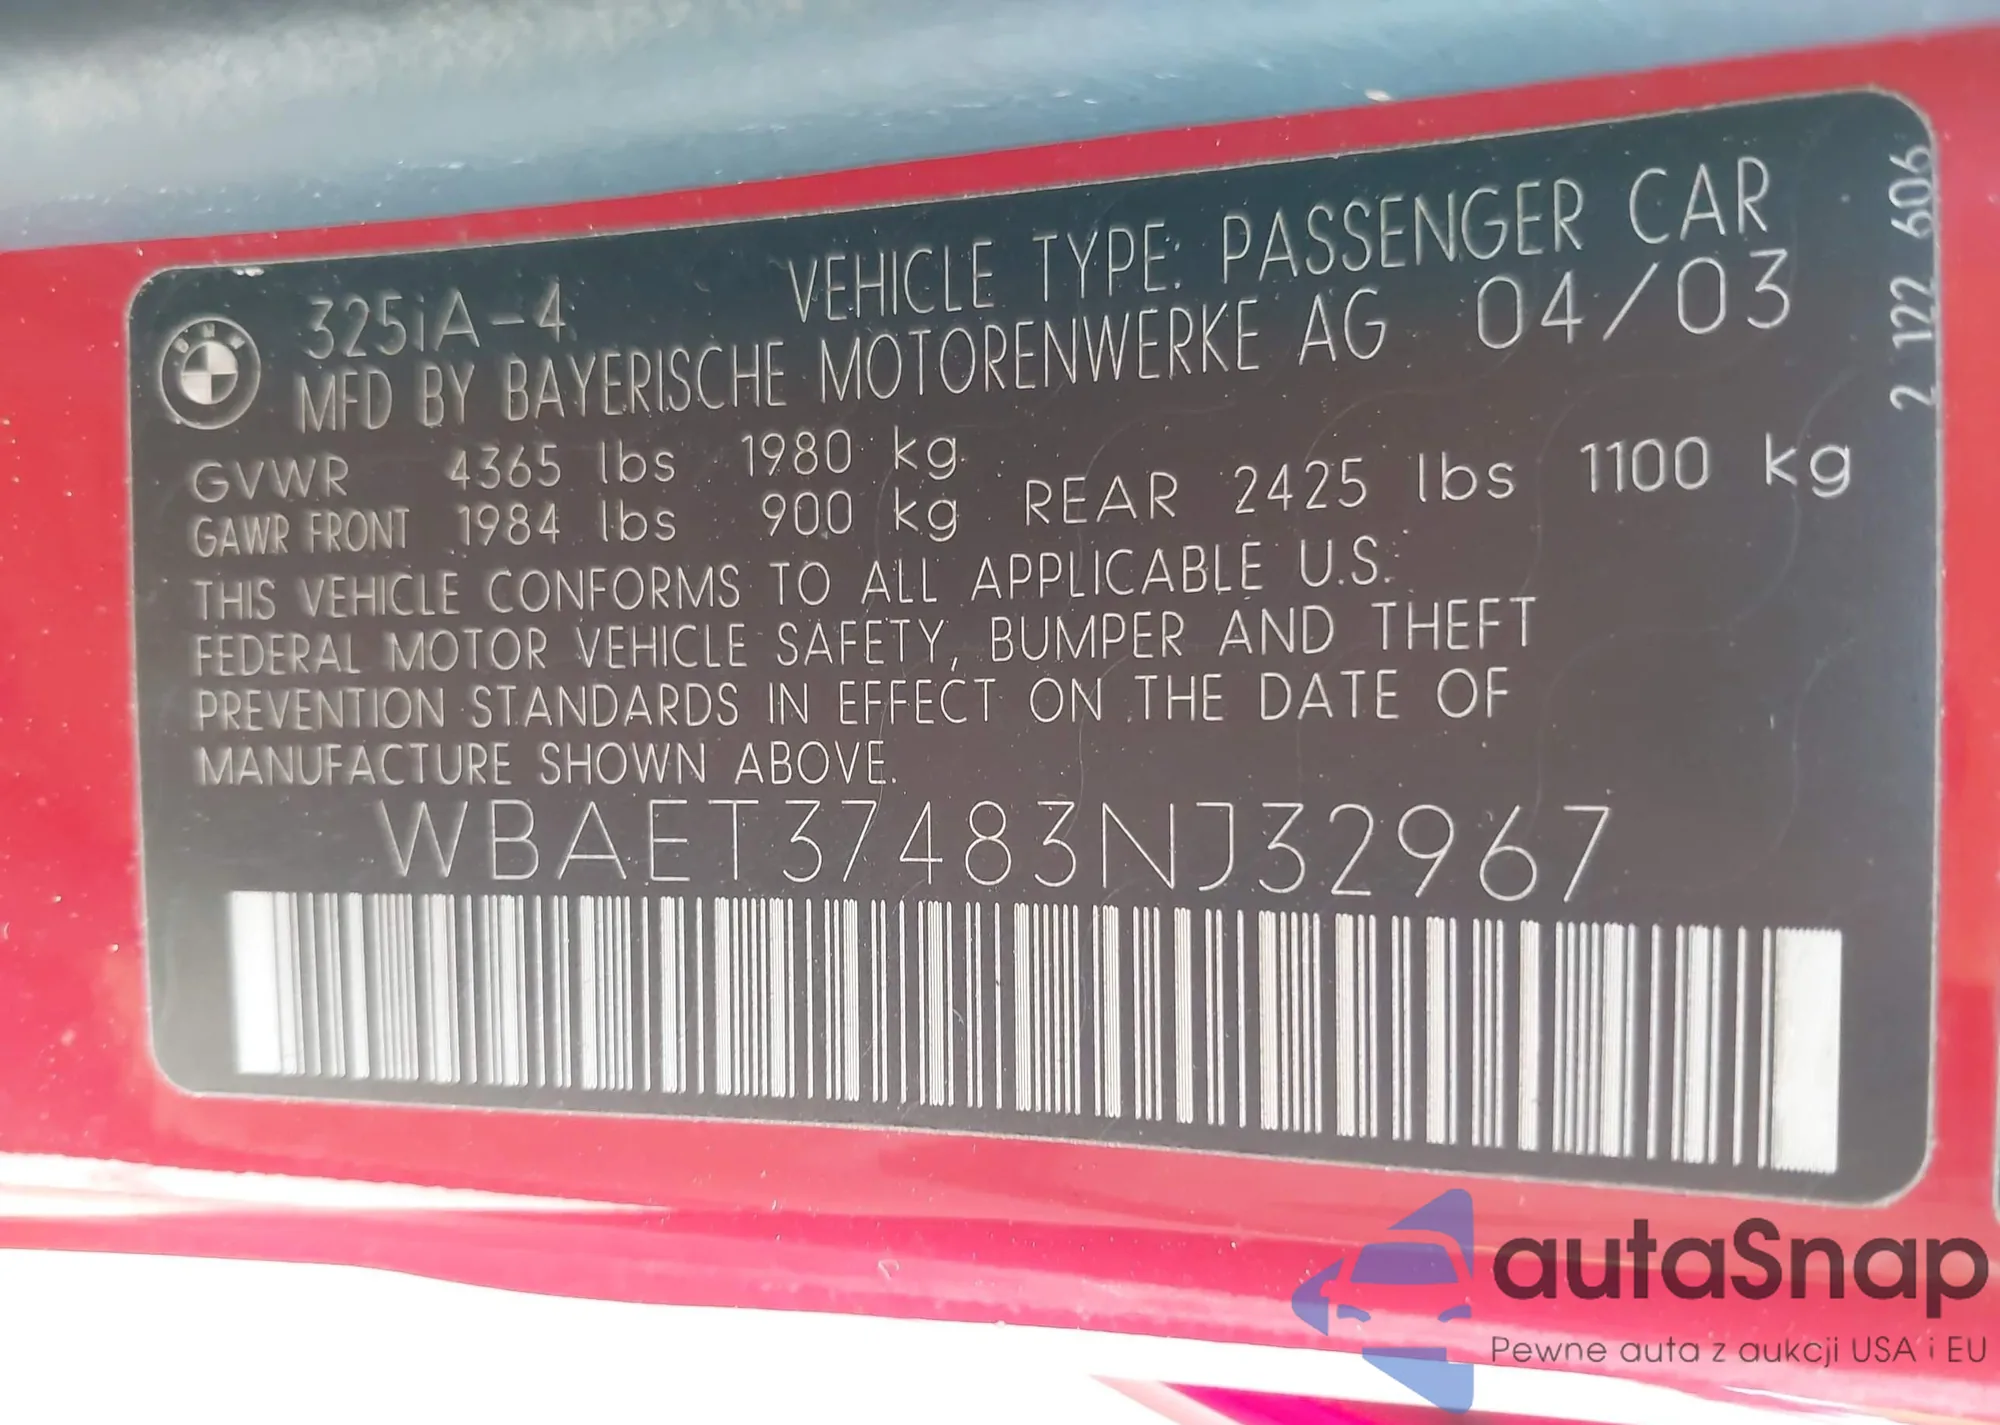 325iA-4 VEHICLE TYPE: PASSENGER CAR
MFD BY BAYERISCHE MOTORENWERKE AG 04/03
GVWR 4365 lbs 1980 kg
GAWR FRONT 1984 lbs 900 kg REAR 2425 lbs 1100 kg
THIS VEHICLE CONFORMS TO ALL APPLICABLE U.S.
FEDERAL MOTOR VEHICLE SAFETY, BUMPER AND THEFT
PREVENTION STANDARDS IN EFFECT ON THE DATE OF
MANUFACTURE SHOWN ABOVE.
WBAET37483NJ32967
2 122 606
autaSnap
Pewne auta z aukcji USA i EU